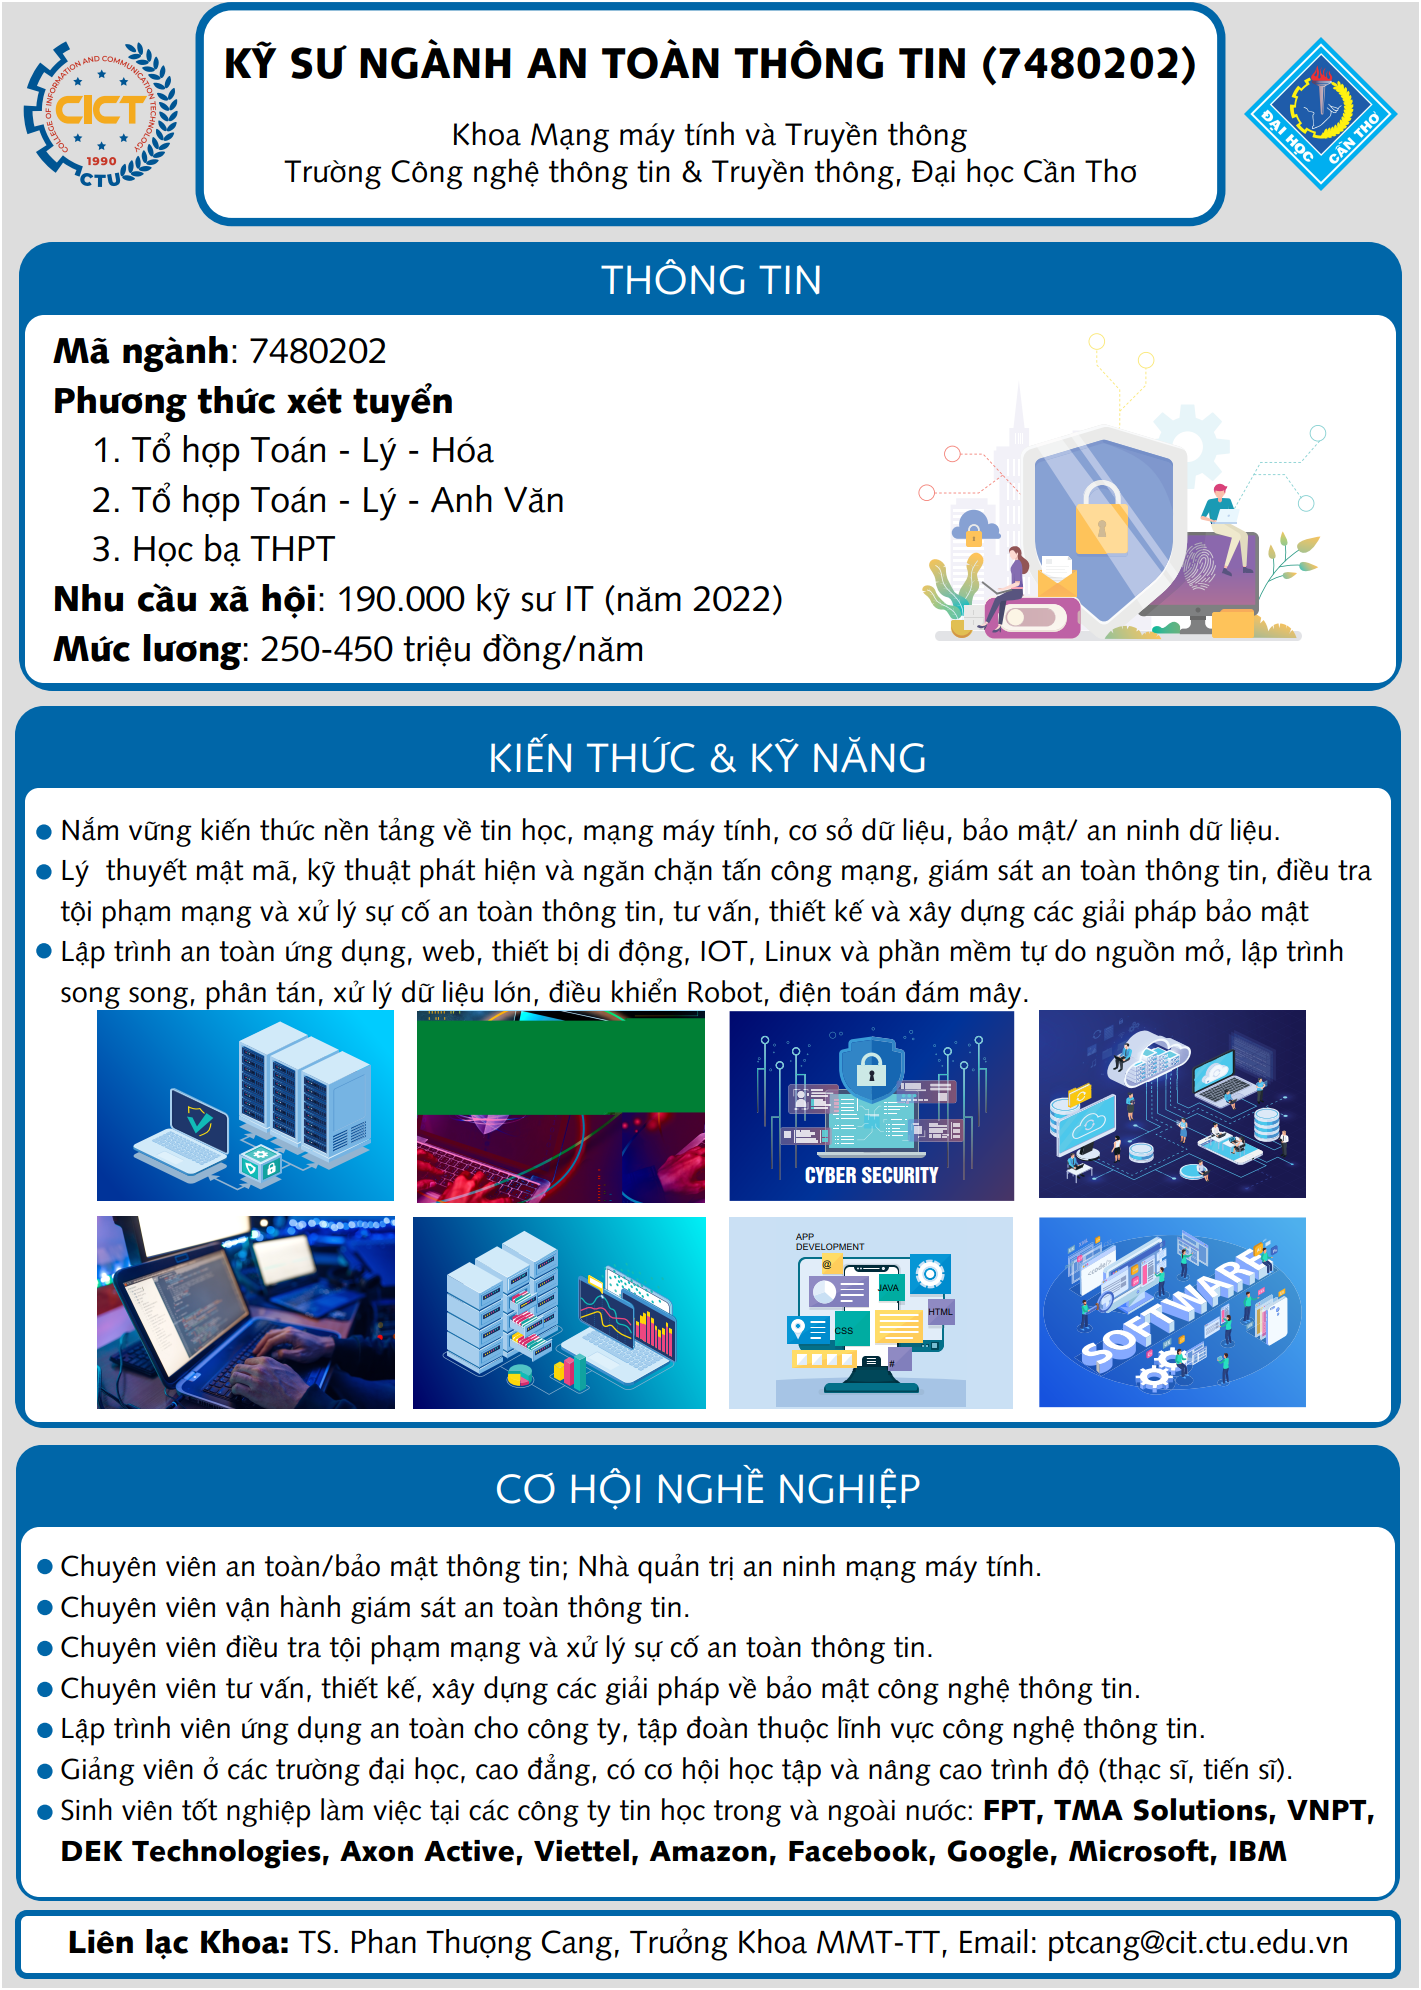 COLLEGE OF INFORMATION AND COMMUNICATION TECHNOLOGY
CICT
1990
CTU
KỸ SƯ NGÀNH AN TOÀN THÔNG TIN (7480202)
Khoa Mạng máy tính và Truyền thông
Trường Công nghệ thông tin & Truyền thông, Đại học Cần Thơ
ĐẠI HỌC CẦN THƠ
THÔNG TIN
Mã ngành: 7480202
Phương thức xét tuyển
1. Tổ hợp Toán - Lý - Hóa
2. Tổ hợp Toán - Lý - Anh Văn
3. Học bạ THPT
Nhu cầu xã hội: 190.000 kỹ sư IT (năm 2022)
Mức lương: 250-450 triệu đồng/năm
KIẾN THỨC & KỸ NĂNG
Nắm vững kiến thức nền tảng về tin học, mạng máy tính, cơ sở dữ liệu, bảo mật/ an ninh dữ liệu.
Lý thuyết mật mã, kỹ thuật phát hiện và ngăn chặn tấn công mạng, giám sát an toàn thông tin, điều tra
tội phạm mạng và xử lý sự cố an toàn thông tin, tư vấn, thiết kế và xây dựng các giải pháp bảo mật
Lập trình an toàn ứng dụng, web, thiết bị di động, IOT, Linux và phần mềm tự do nguồn mở, lập trình
song song, phân tán, xử lý dữ liệu lớn, điều khiển Robot, điện toán đám mây.
CYBER SECURITY
APP
DEVELOPMENT
@
JAVA
HTML
CSS
#
<code/>
SOFTWARE
CƠ HỘI NGHỀ NGHIỆP
Chuyên viên an toàn/bảo mật thông tin; Nhà quản trị an ninh mạng máy tính.
Chuyên viên vận hành giám sát an toàn thông tin.
Chuyên viên điều tra tội phạm mạng và xử lý sự cố an toàn thông tin.
Chuyên viên tư vấn, thiết kế, xây dựng các giải pháp về bảo mật công nghệ thông tin.
Lập trình viên ứng dụng an toàn cho công ty, tập đoàn thuộc lĩnh vực công nghệ thông tin.
Giảng viên ở các trường đại học, cao đẳng, có cơ hội học tập và nâng cao trình độ (thạc sĩ, tiến sĩ).
Sinh viên tốt nghiệp làm việc tại các công ty tin học trong và ngoài nước: FPT, TMA Solutions, VNPT,
DEK Technologies, Axon Active, Viettel, Amazon, Facebook, Google, Microsoft, IBM
Liên lạc Khoa: TS. Phan Thượng Cang, Trưởng Khoa MMT-TT, Email: ptcang@cit.ctu.edu.vn